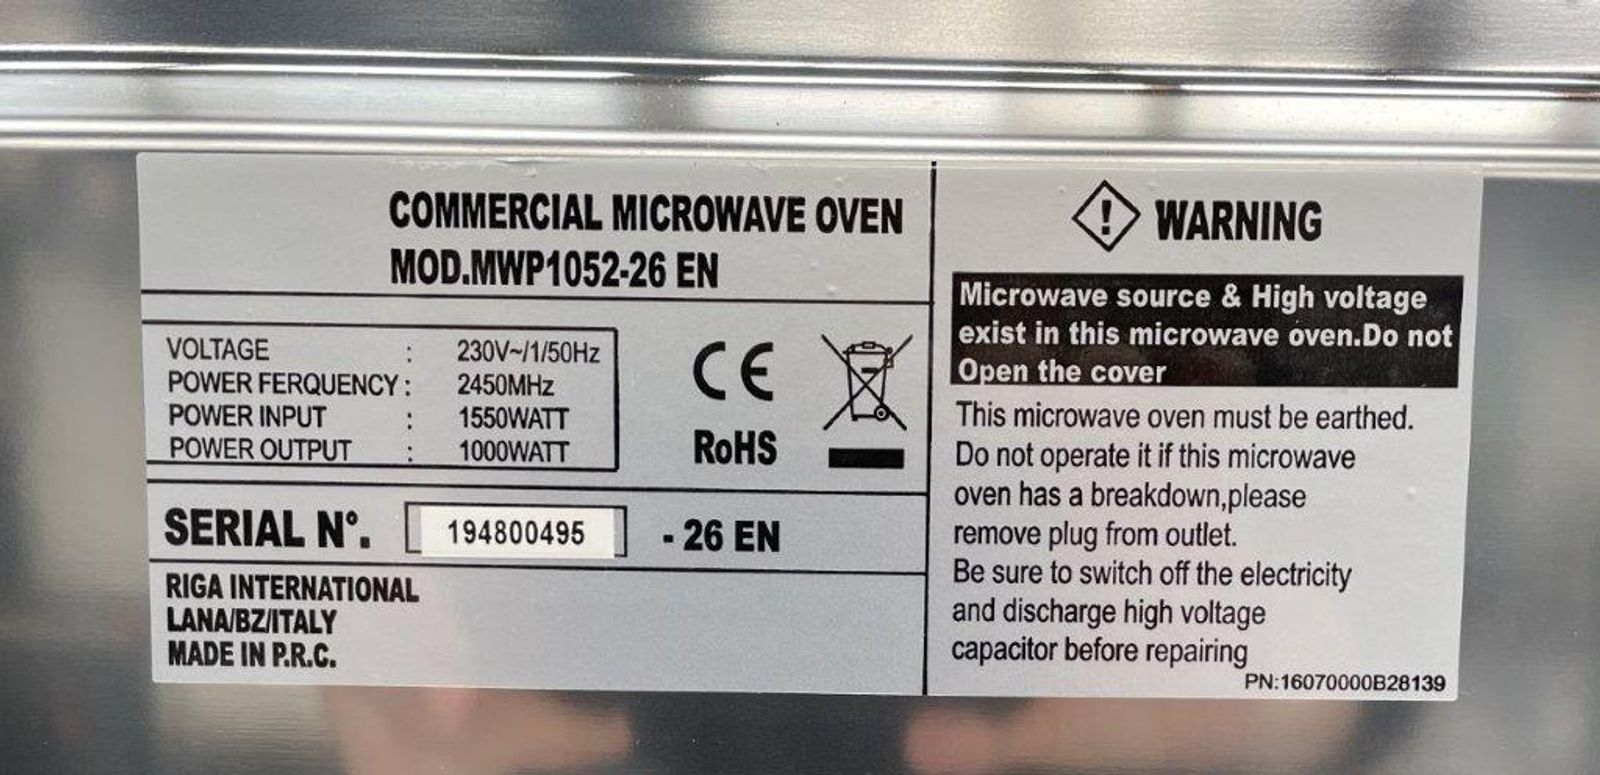 COMMERCIAL MICROWAVE OVEN
MOD.MWP1052-26 EN
VOLTAGE : 230V~/1/50Hz
POWER FERQUENCY : 2450MHz
POWER INPUT : 1550WATT
POWER OUTPUT : 1000WATT
CE
RoHS
SERIAL N°. 194800495 - 26 EN
RIGA INTERNATIONAL
LANA/BZ/ITALY
MADE IN P.R.C.
! WARNING
Microwave source & High voltage
exist in this microwave oven.Do not
Open the cover
This microwave oven must be earthed.
Do not operate it if this microwave
oven has a breakdown,please
remove plug from outlet.
Be sure to switch off the electricity
and discharge high voltage
capacitor before repairing
PN:16070000B28139